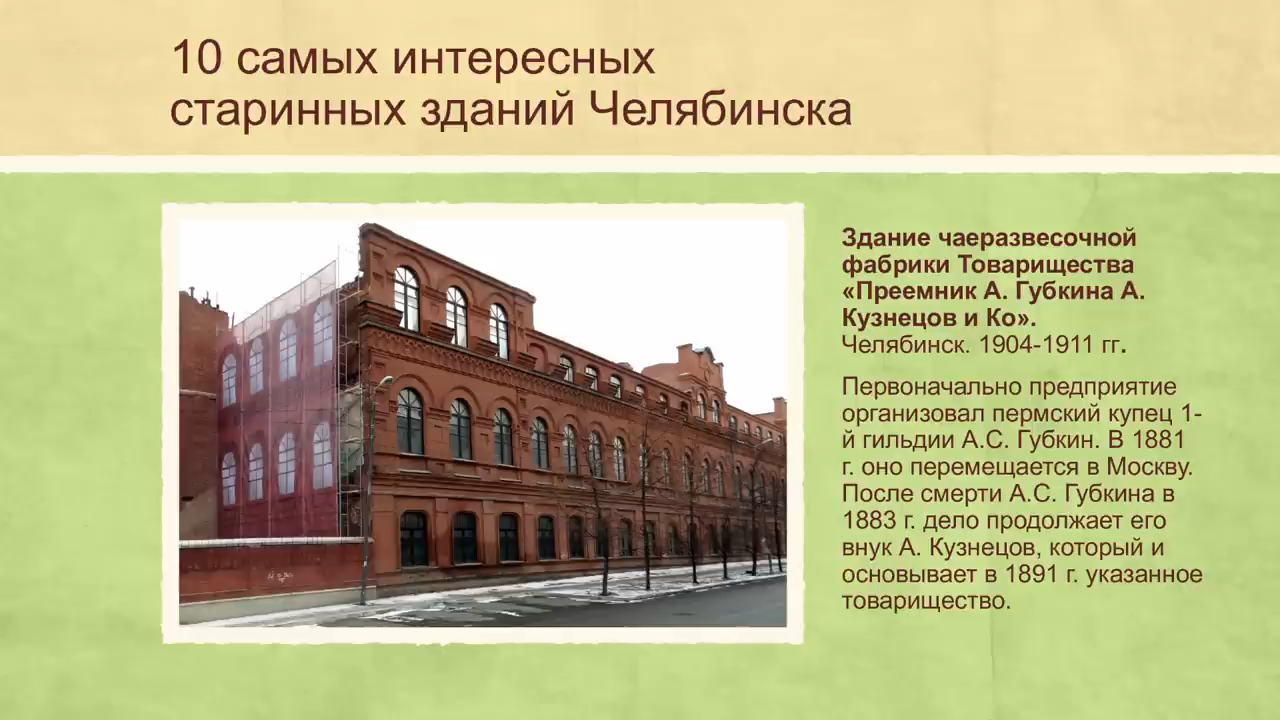 10 самых интересных
старинных зданий Челябинска
Здание чаеразвесочной
фабрики Товарищества
«Преемник А. Губкина А.
Кузнецов и Ко».
Челябинск. 1904-1911 гг.
Первоначально предприятие
организовал пермский купец 1-
й гильдии А.С. Губкин. В 1881
г. оно перемещается в Москву.
После смерти А.С. Губкина в
1883 г. дело продолжает его
внук А. Кузнецов, который и
основывает в 1891 г. указанное
товарищество.